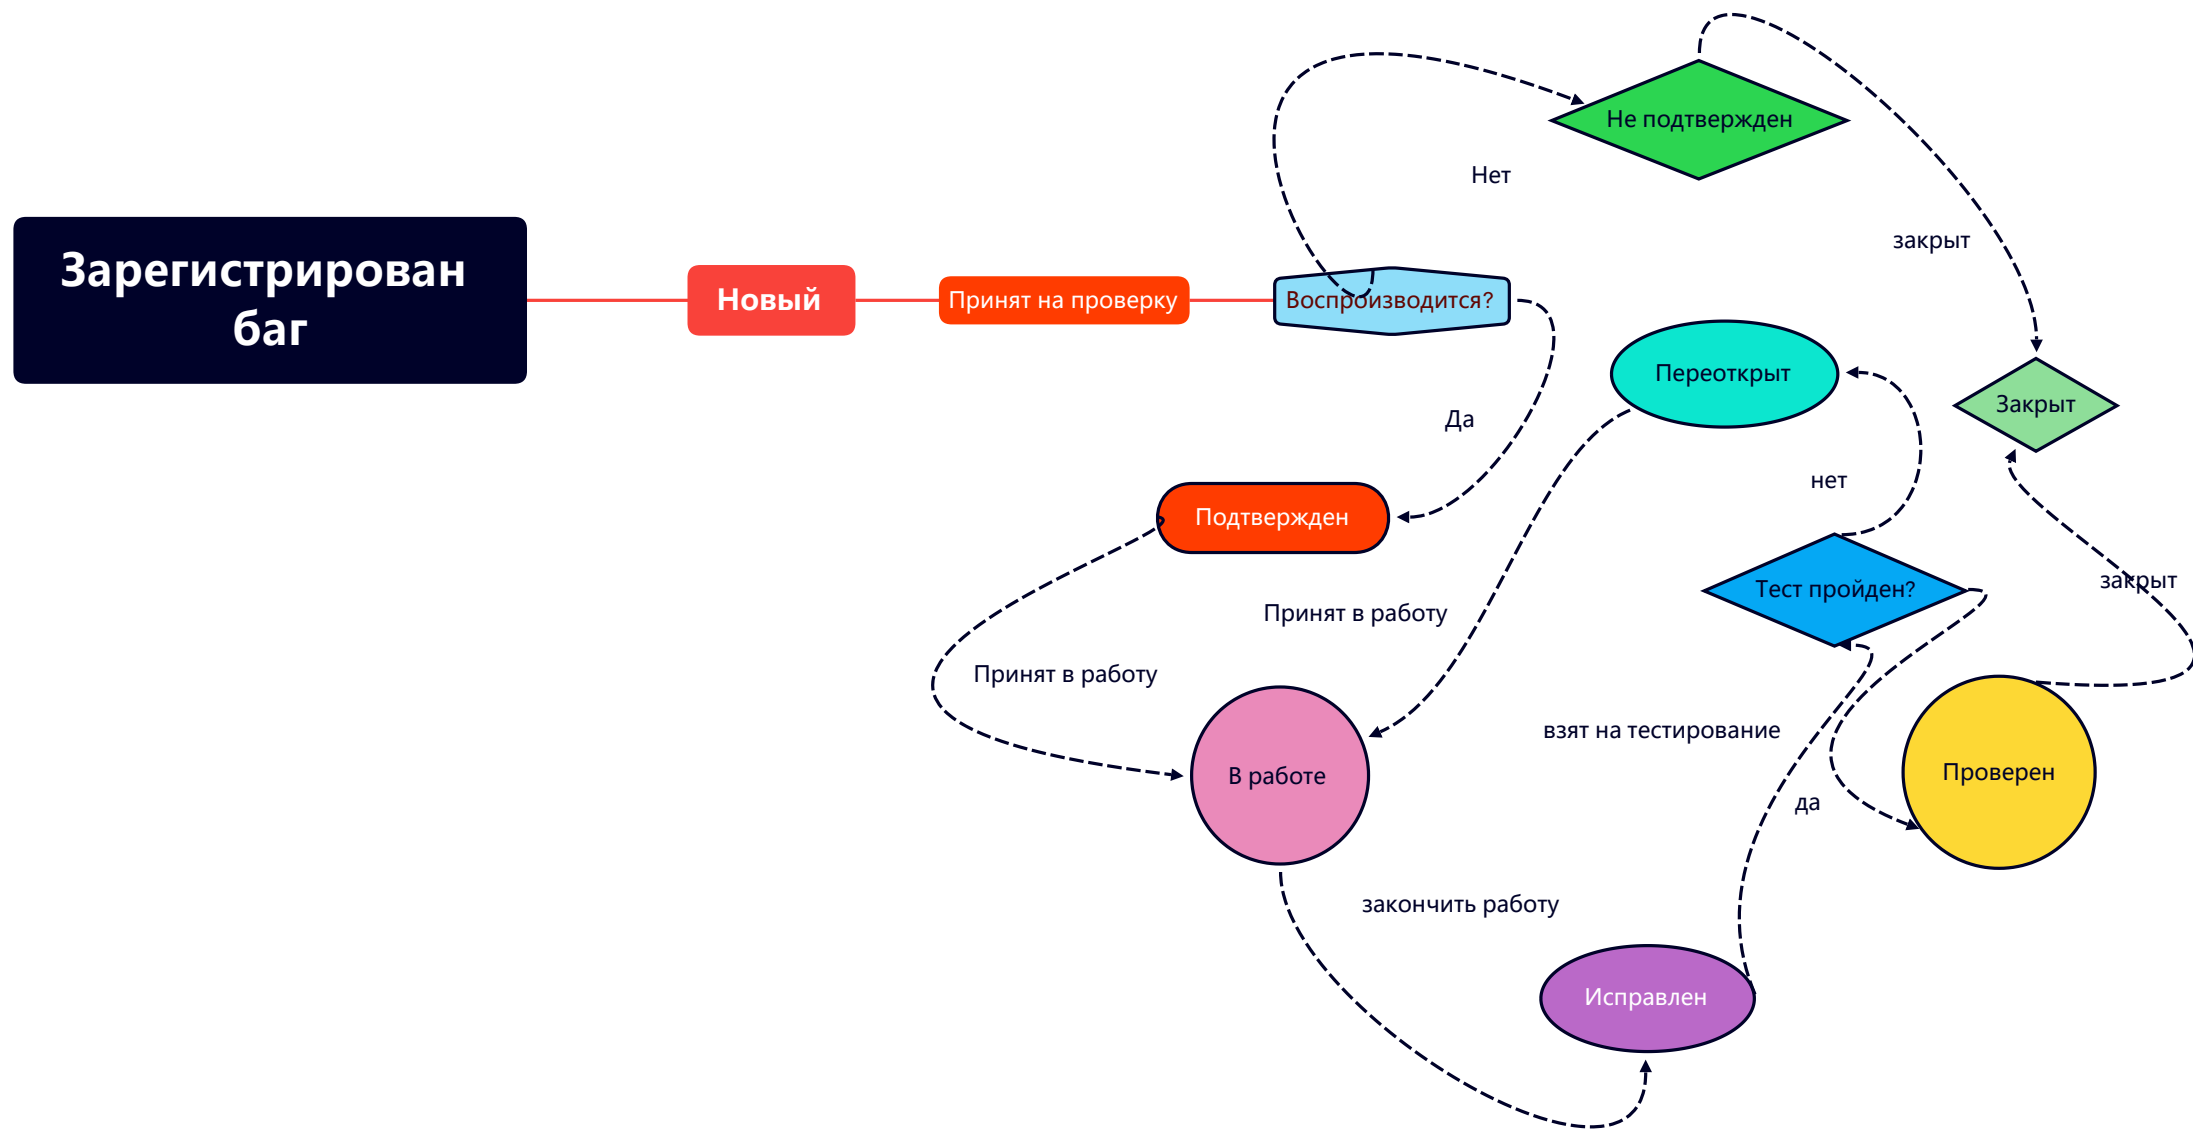 Не подтвержден
Нет
закрыт
Зарегистрирован
баг
Новый
Принят на проверку
Воспроизводится?
Переоткрыт
Закрыт
Да
нет
Подтвержден
Тест пройден?
закрыт
Принят в работу
Принят в работу
взят на тестирование
В работе
Проверен
да
закончить работу
Исправлен